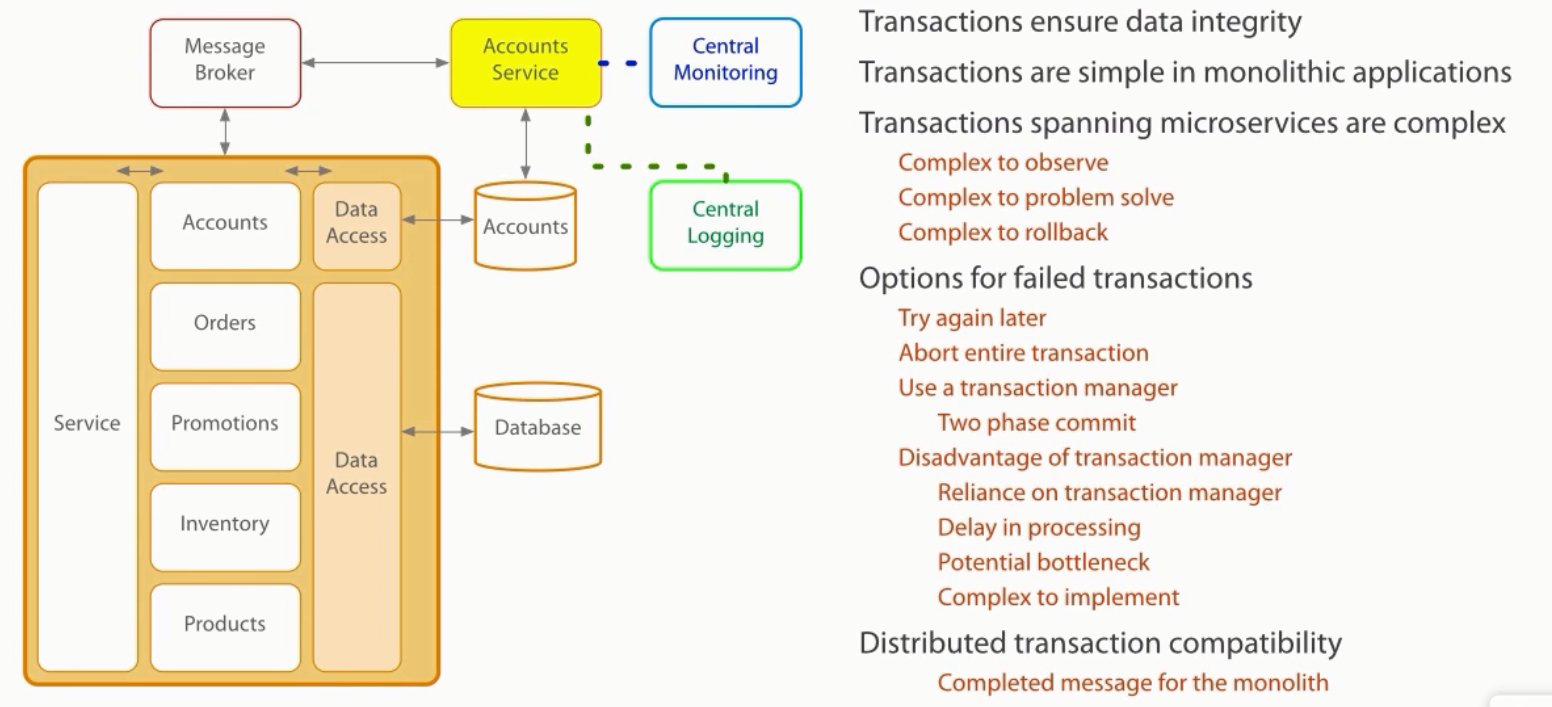 Message
Broker
Accounts
Service
Central
Monitoring
Service
Accounts
Data
Access
Accounts
Central
Logging
Orders
Promotions
Data
Access
Database
Inventory
Products
Transactions ensure data integrity
Transactions are simple in monolithic applications
Transactions spanning microservices are complex
Complex to observe
Complex to problem solve
Complex to rollback
Options for failed transactions
Try again later
Abort entire transaction
Use a transaction manager
Two phase commit
Disadvantage of transaction manager
Reliance on transaction manager
Delay in processing
Potential bottleneck
Complex to implement
Distributed transaction compatibility
Completed message for the monolith